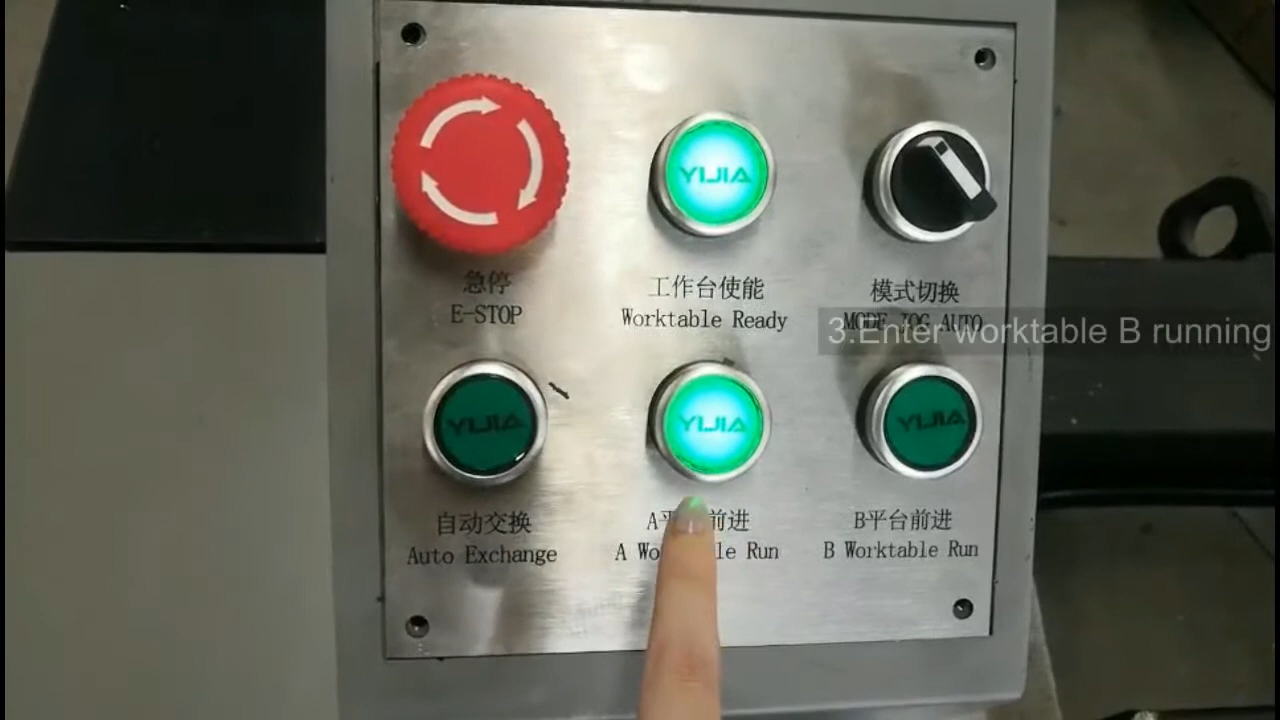 YIJIA
急停
E-STOP
工作台使能
Worktable Ready
模式切换
MODE JOG AUTO
3.Enter worktable B running
YIJIA
YIJIA
YIJIA
自动交换
Auto Exchange
A平 前进
A Wo le Run
B平台前进
B Worktable Run